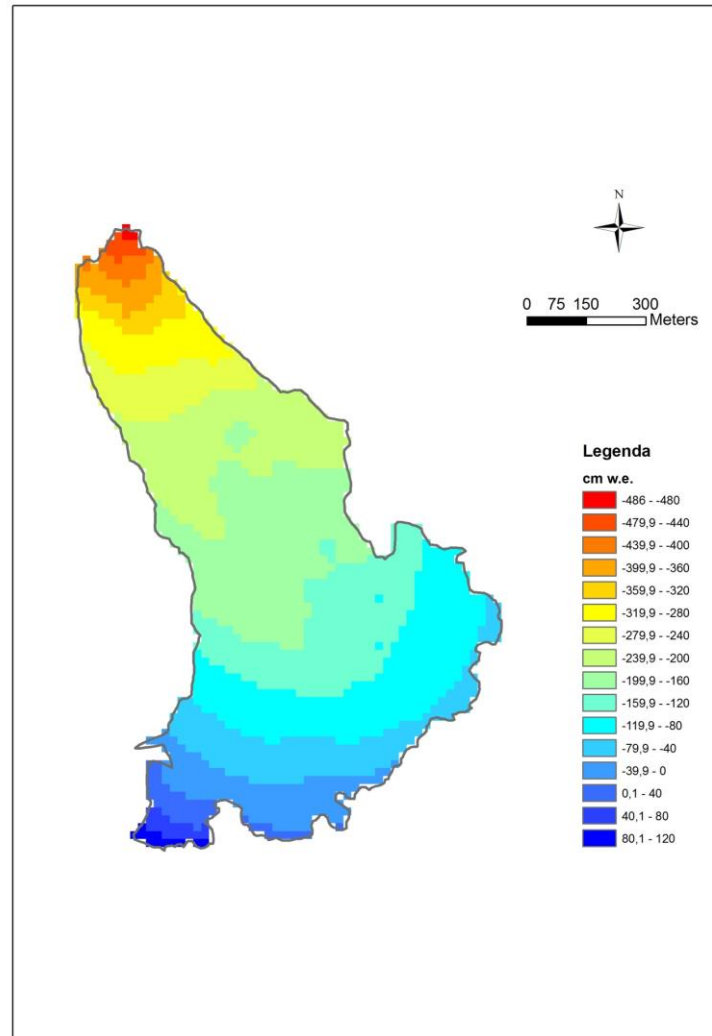 N
0 75 150 300
Meters
Legenda
cm w.e.
-486 - -480
-479,9 - -440
-439,9 - -400
-399,9 - -360
-359,9 - -320
-319,9 - -280
-279,9 - -240
-239,9 - -200
-199,9 - -160
-159,9 - -120
-119,9 - -80
-79,9 - -40
-39,9 - 0
0,1 - 40
40,1 - 80
80,1 - 120